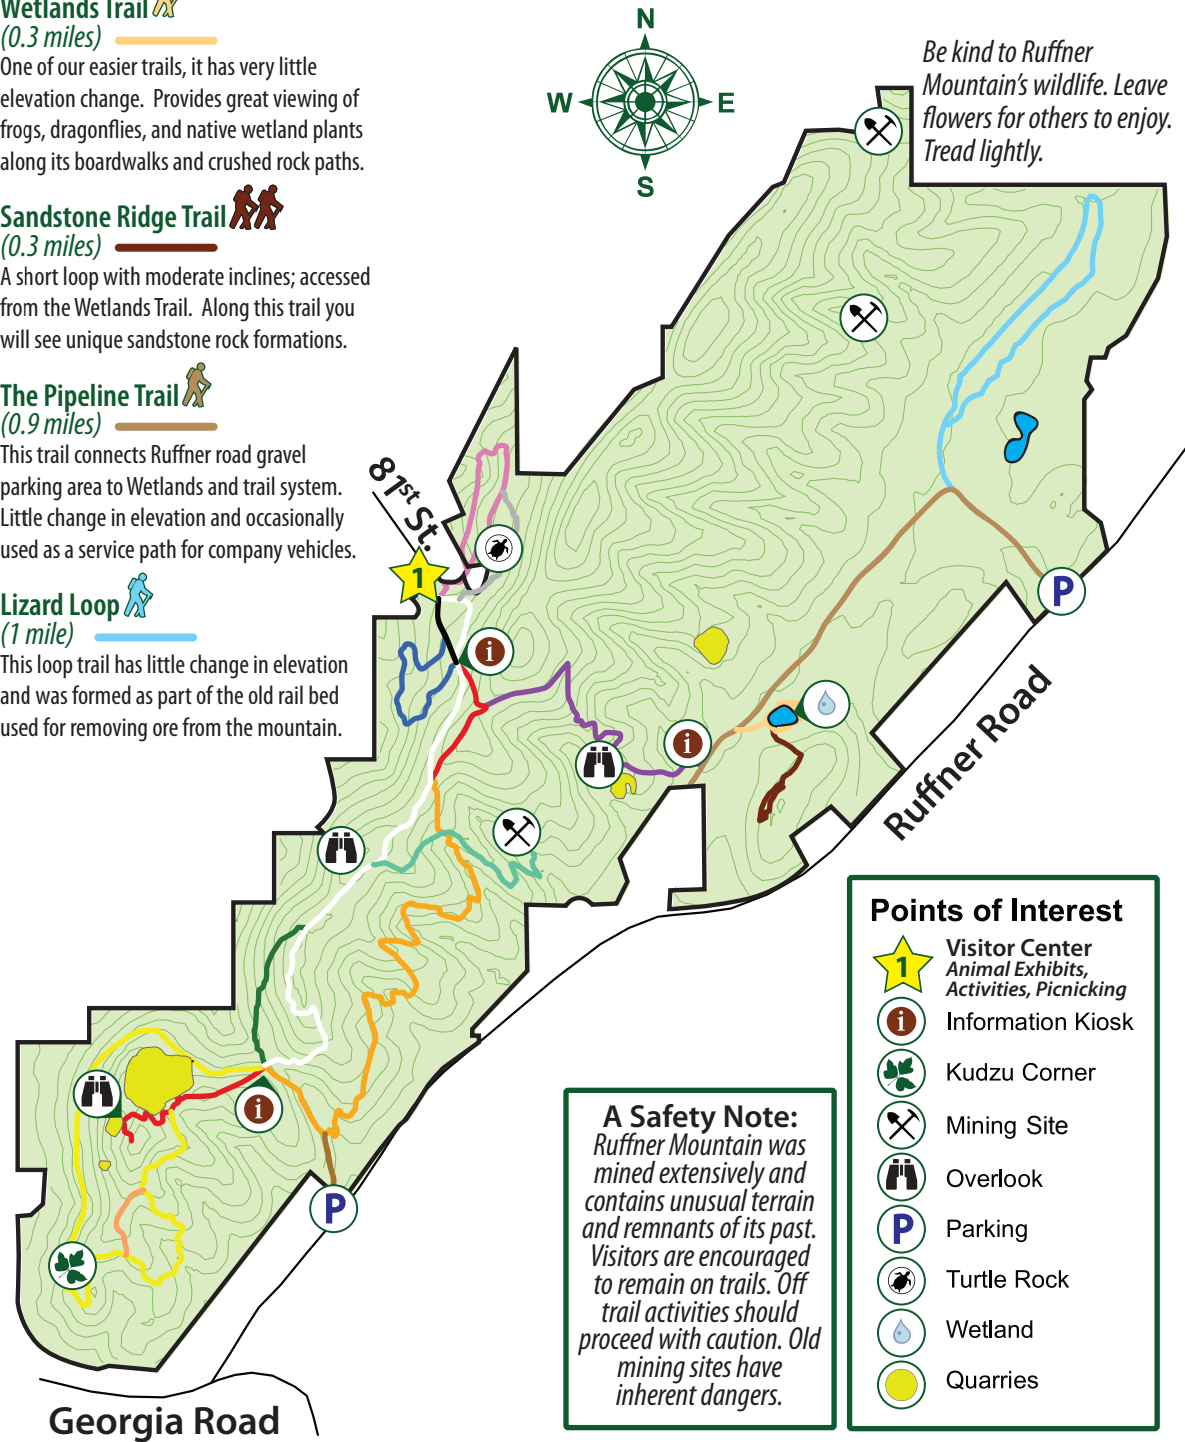 Wetlands Trail
(0.3 miles)
One of our easier trails, it has very little
elevation change. Provides great viewing of
frogs, dragonflies, and native wetland plants
along its boardwalks and crushed rock paths.
Sandstone Ridge Trail
(0.3 miles)
A short loop with moderate inclines; accessed
from the Wetlands Trail. Along this trail you
will see unique sandstone rock formations.
The Pipeline Trail
(0.9 miles)
This trail connects Ruffner road gravel
parking area to Wetlands and trail system.
Little change in elevation and occasionally
used as a service path for company vehicles.
Lizard Loop
(1 mile)
This loop trail has little change in elevation
and was formed as part of the old rail bed
used for removing ore from the mountain.
N
W
E
S
Be kind to Ruffner
Mountain's wildlife. Leave
flowers for others to enjoy.
Tread lightly.
81st St.
1
i
i
P
Ruffner Road
i
P
Georgia Road
A Safety Note:
Ruffner Mountain was
mined extensively and
contains unusual terrain
and remnants of its past.
Visitors are encouraged
to remain on trails. Off
trail activities should
proceed with caution. Old
mining sites have
inherent dangers.
Points of Interest
1
Visitor Center
Animal Exhibits,
Activities, Picnicking
i Information Kiosk
Kudzu Corner
Mining Site
Overlook
P Parking
Turtle Rock
Wetland
Quarries